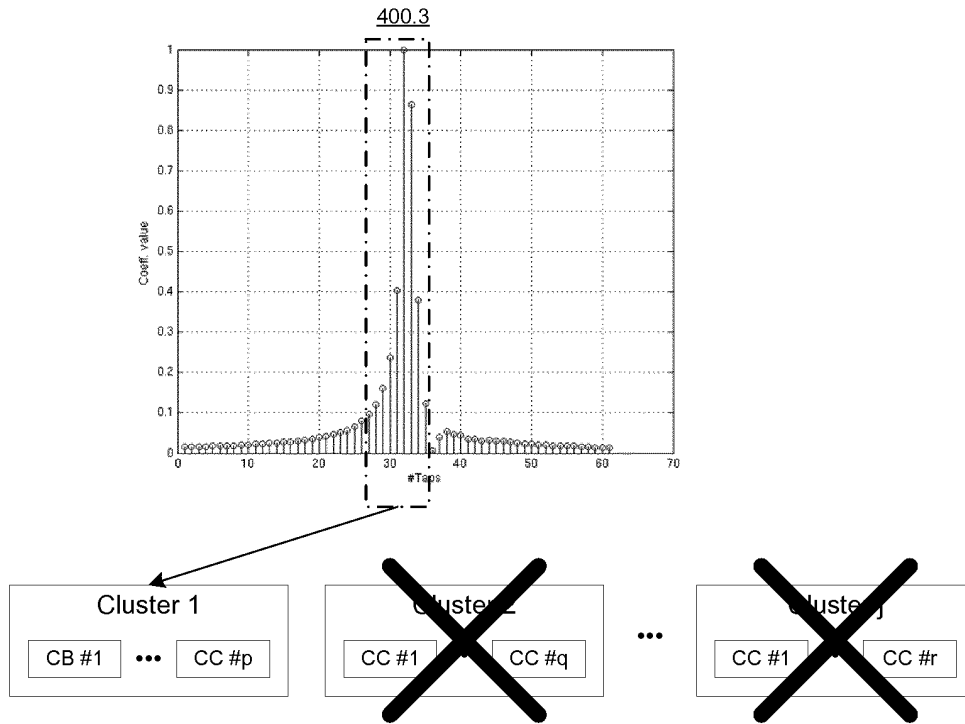 400.3
1
0.9
0.8
0.7
0.6
0.5
0.4
0.3
0.2
0.1
0
Coeff. value
0 10 20 30 40 50 60 70
#Taps
Cluster 1
CB #1 ••• CC #p
CC #1 CC #q
•••
CC #1 CC #r